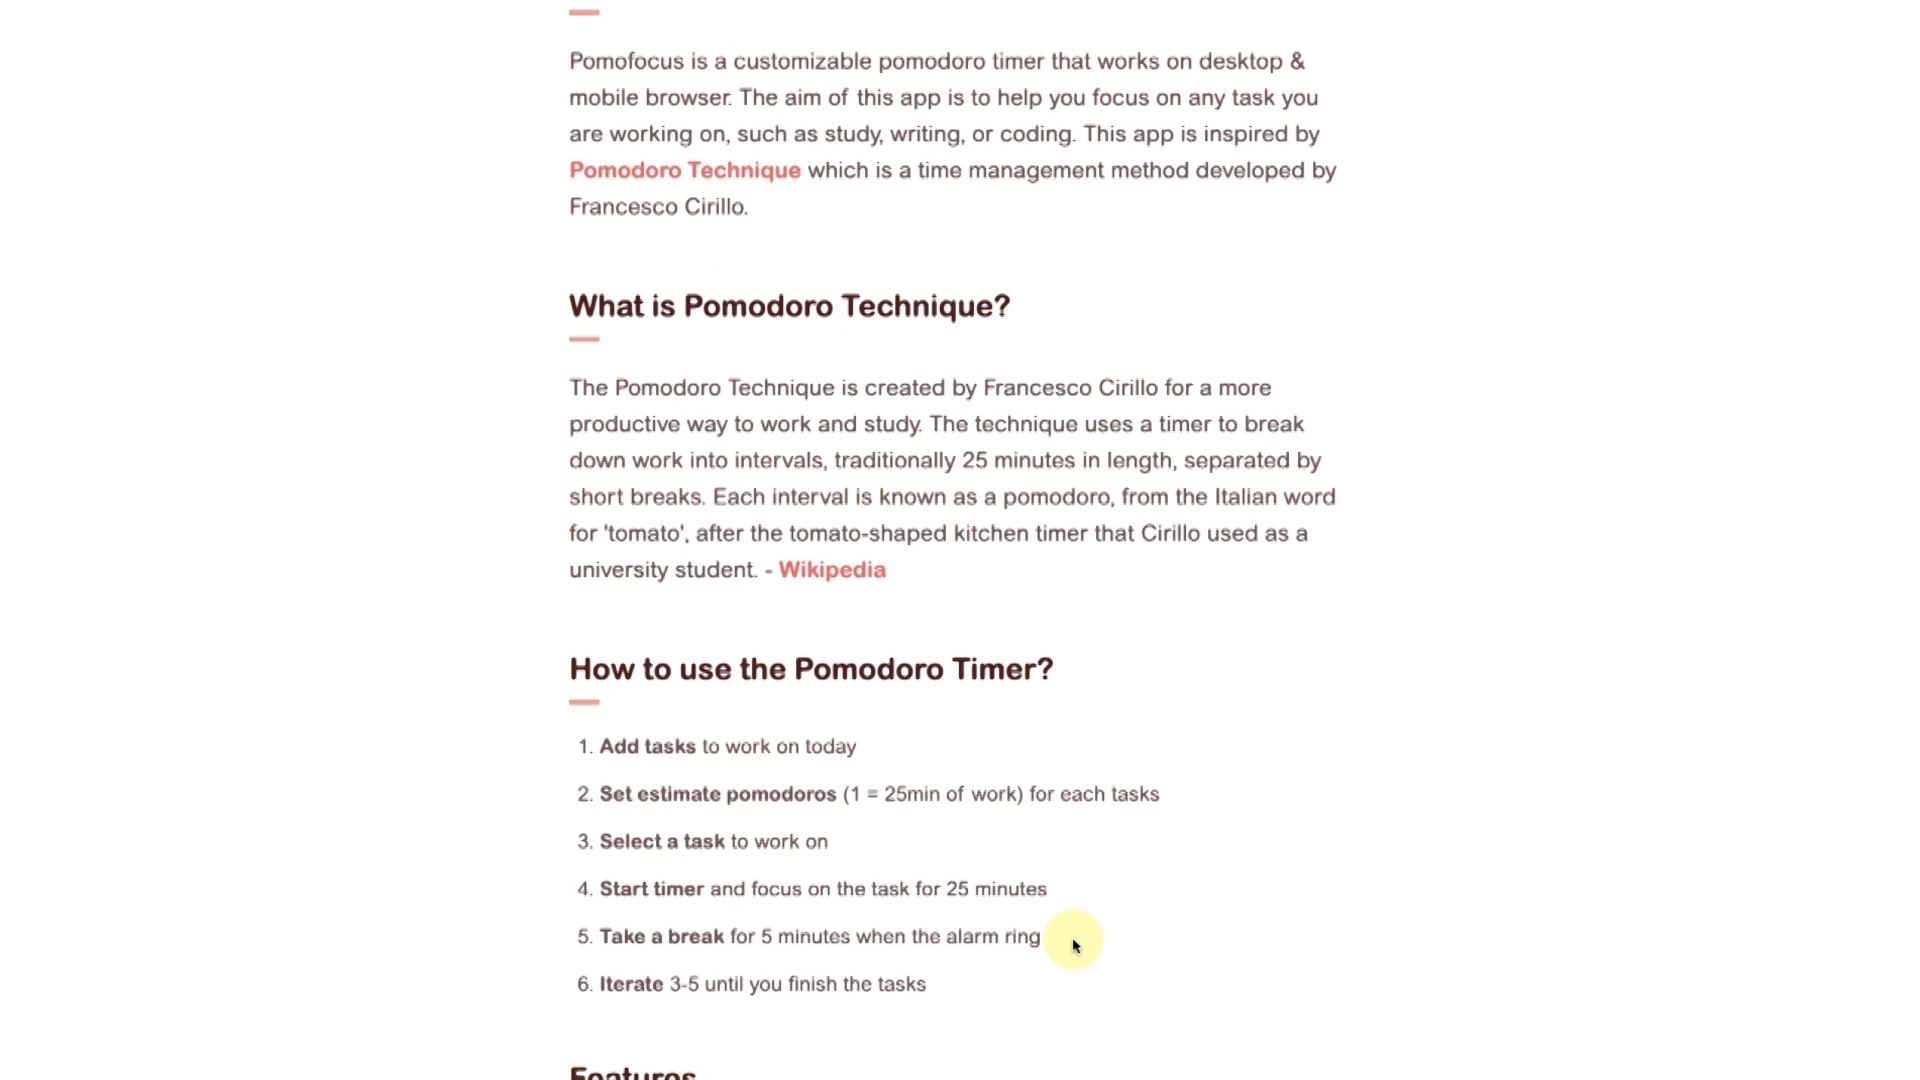 Pomofocus is a customizable pomodoro timer that works on desktop &
mobile browser. The aim of this app is to help you focus on any task you
are working on, such as study, writing, or coding. This app is inspired by
Pomodoro Technique which is a time management method developed by
Francesco Cirillo.
What is Pomodoro Technique?
The Pomodoro Technique is created by Francesco Cirillo for a more
productive way to work and study. The technique uses a timer to break
down work into intervals, traditionally 25 minutes in length, separated by
short breaks. Each interval is known as a pomodoro, from the Italian word
for 'tomato', after the tomato-shaped kitchen timer that Cirillo used as a
university student. - Wikipedia
How to use the Pomodoro Timer?
1. Add tasks to work on today
2. Set estimate pomodoros (1 = 25min of work) for each tasks
3. Select a task to work on
4. Start timer and focus on the task for 25 minutes
5. Take a break for 5 minutes when the alarm ring
6. Iterate 3-5 until you finish the tasks
Features